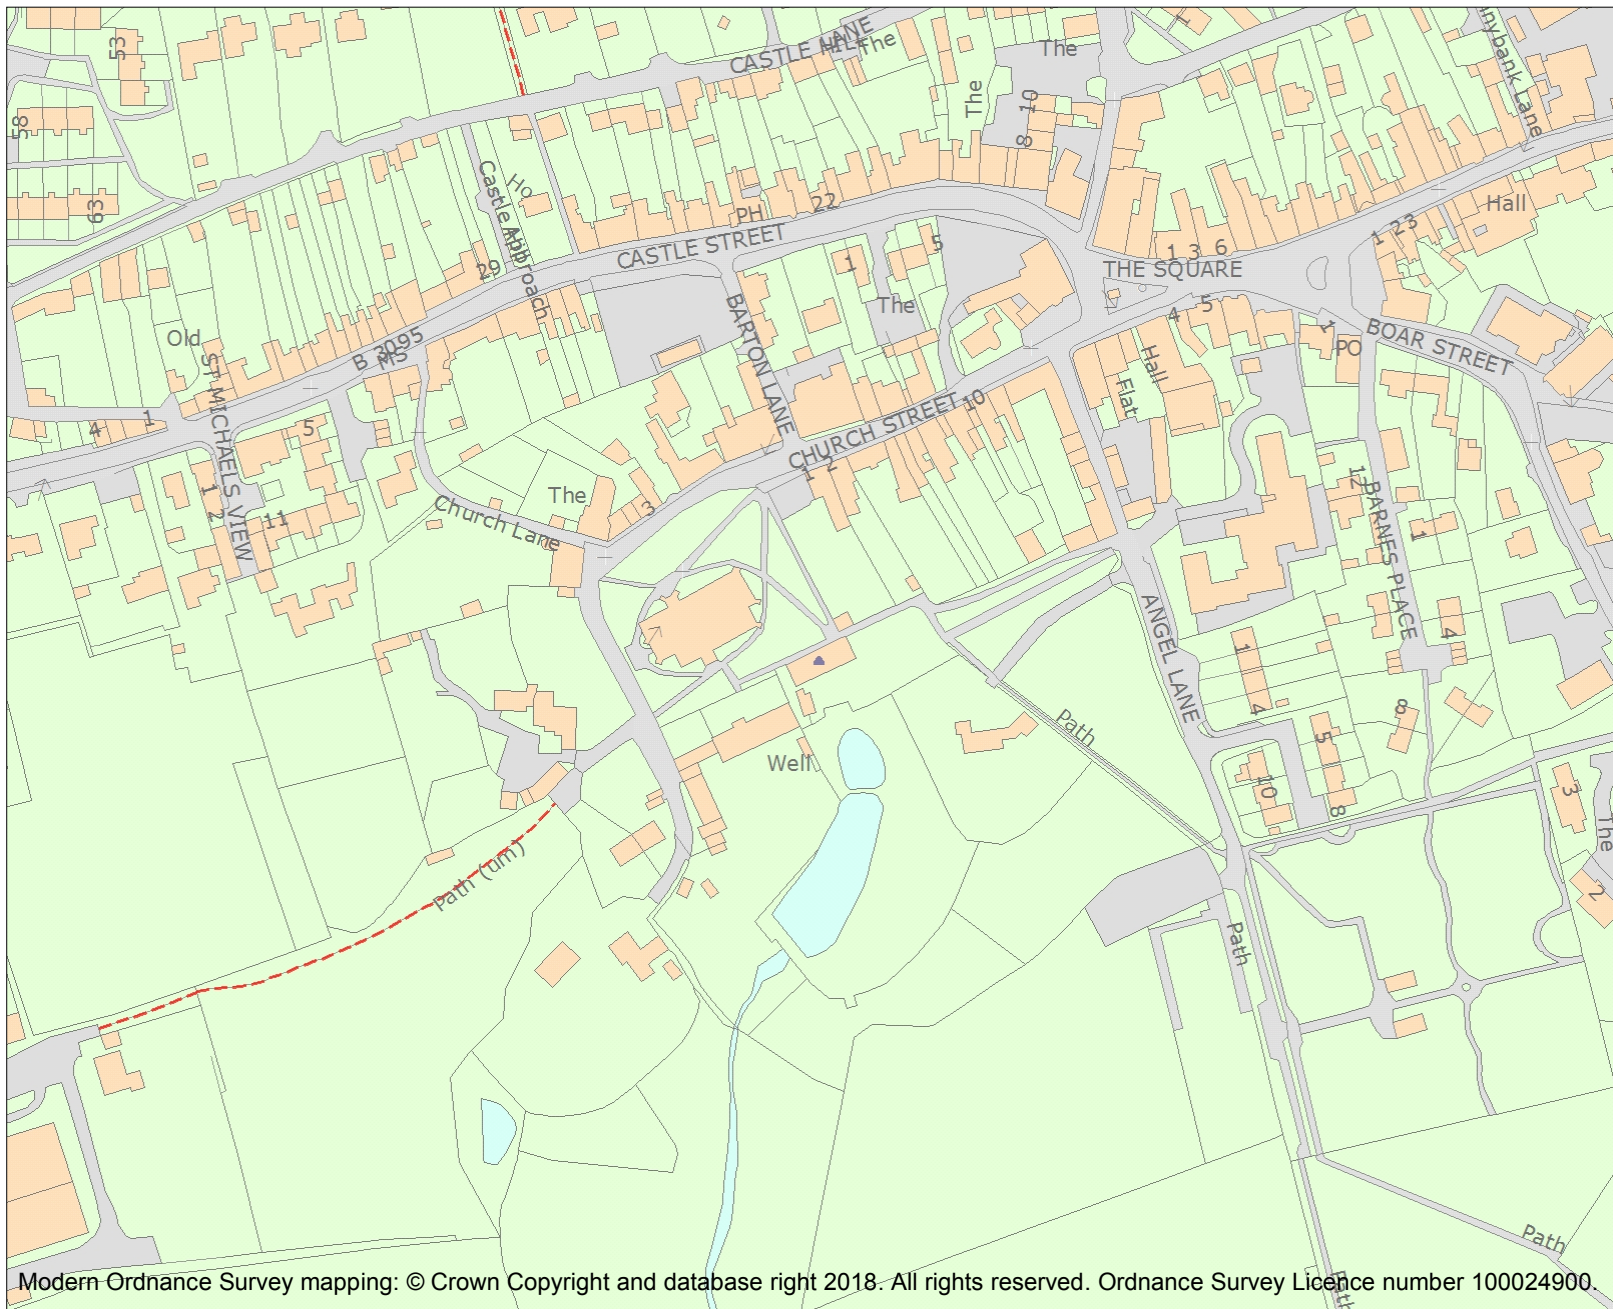 53
CASTLE LANE
HILL
The
The
The
1
nnybank Lane
58
10
8
63
Castle Approach
Ho
PH
22
CASTLE STREET
29
1
5
The
1 3 6
THE SQUARE
1 2 3
Hall
Old
B 3095
MS
ST MICHAELS VIEW
BARTON LANE
4 5
1
PO
BOAR STREET
Hall
Flat
4
1
5
CHURCH STREET
10
1 2
1
2
11
The
3
Church Lane
12
BARNES PLACE
1
ANGEL LANE
1
4
4
8
5
10
8
3
The
2
Path
Well
Path (um)
Path
Path
Path
Modern Ordnance Survey mapping: © Crown Copyright and database right 2018. All rights reserved. Ordnance Survey Licence number 100024900.